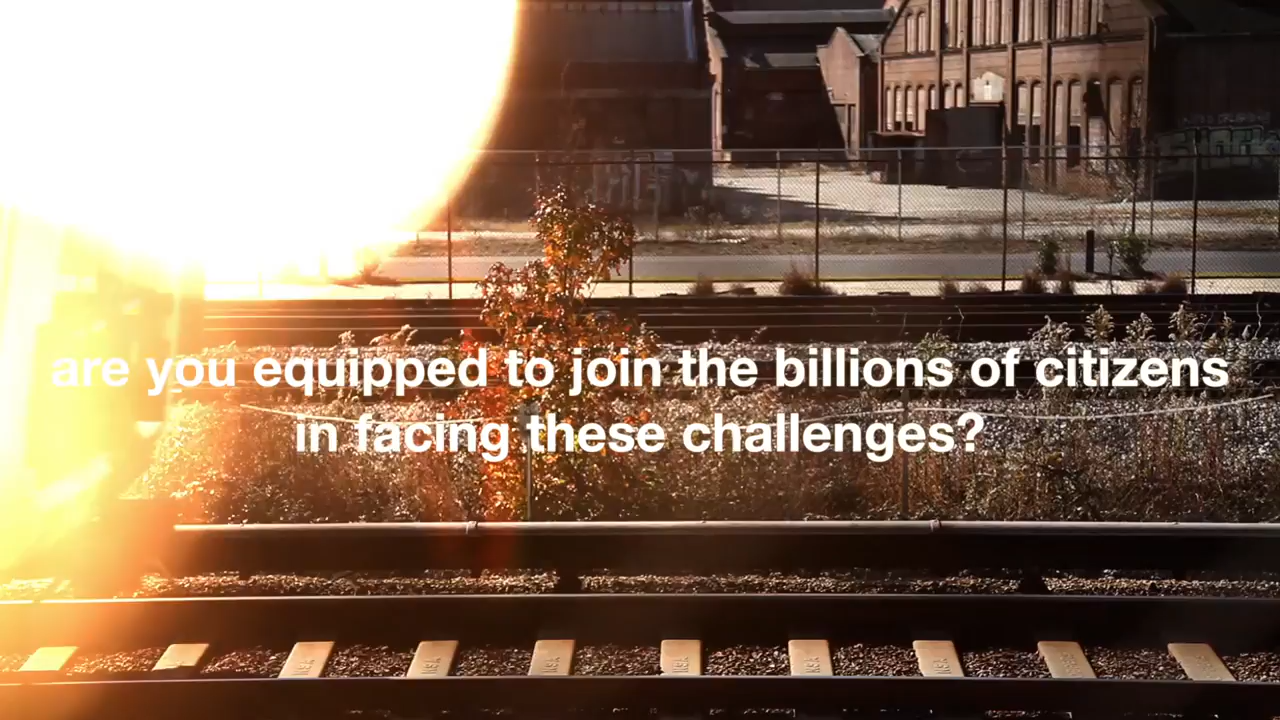 are you equipped to join the billions of citizens
in facing these challenges?